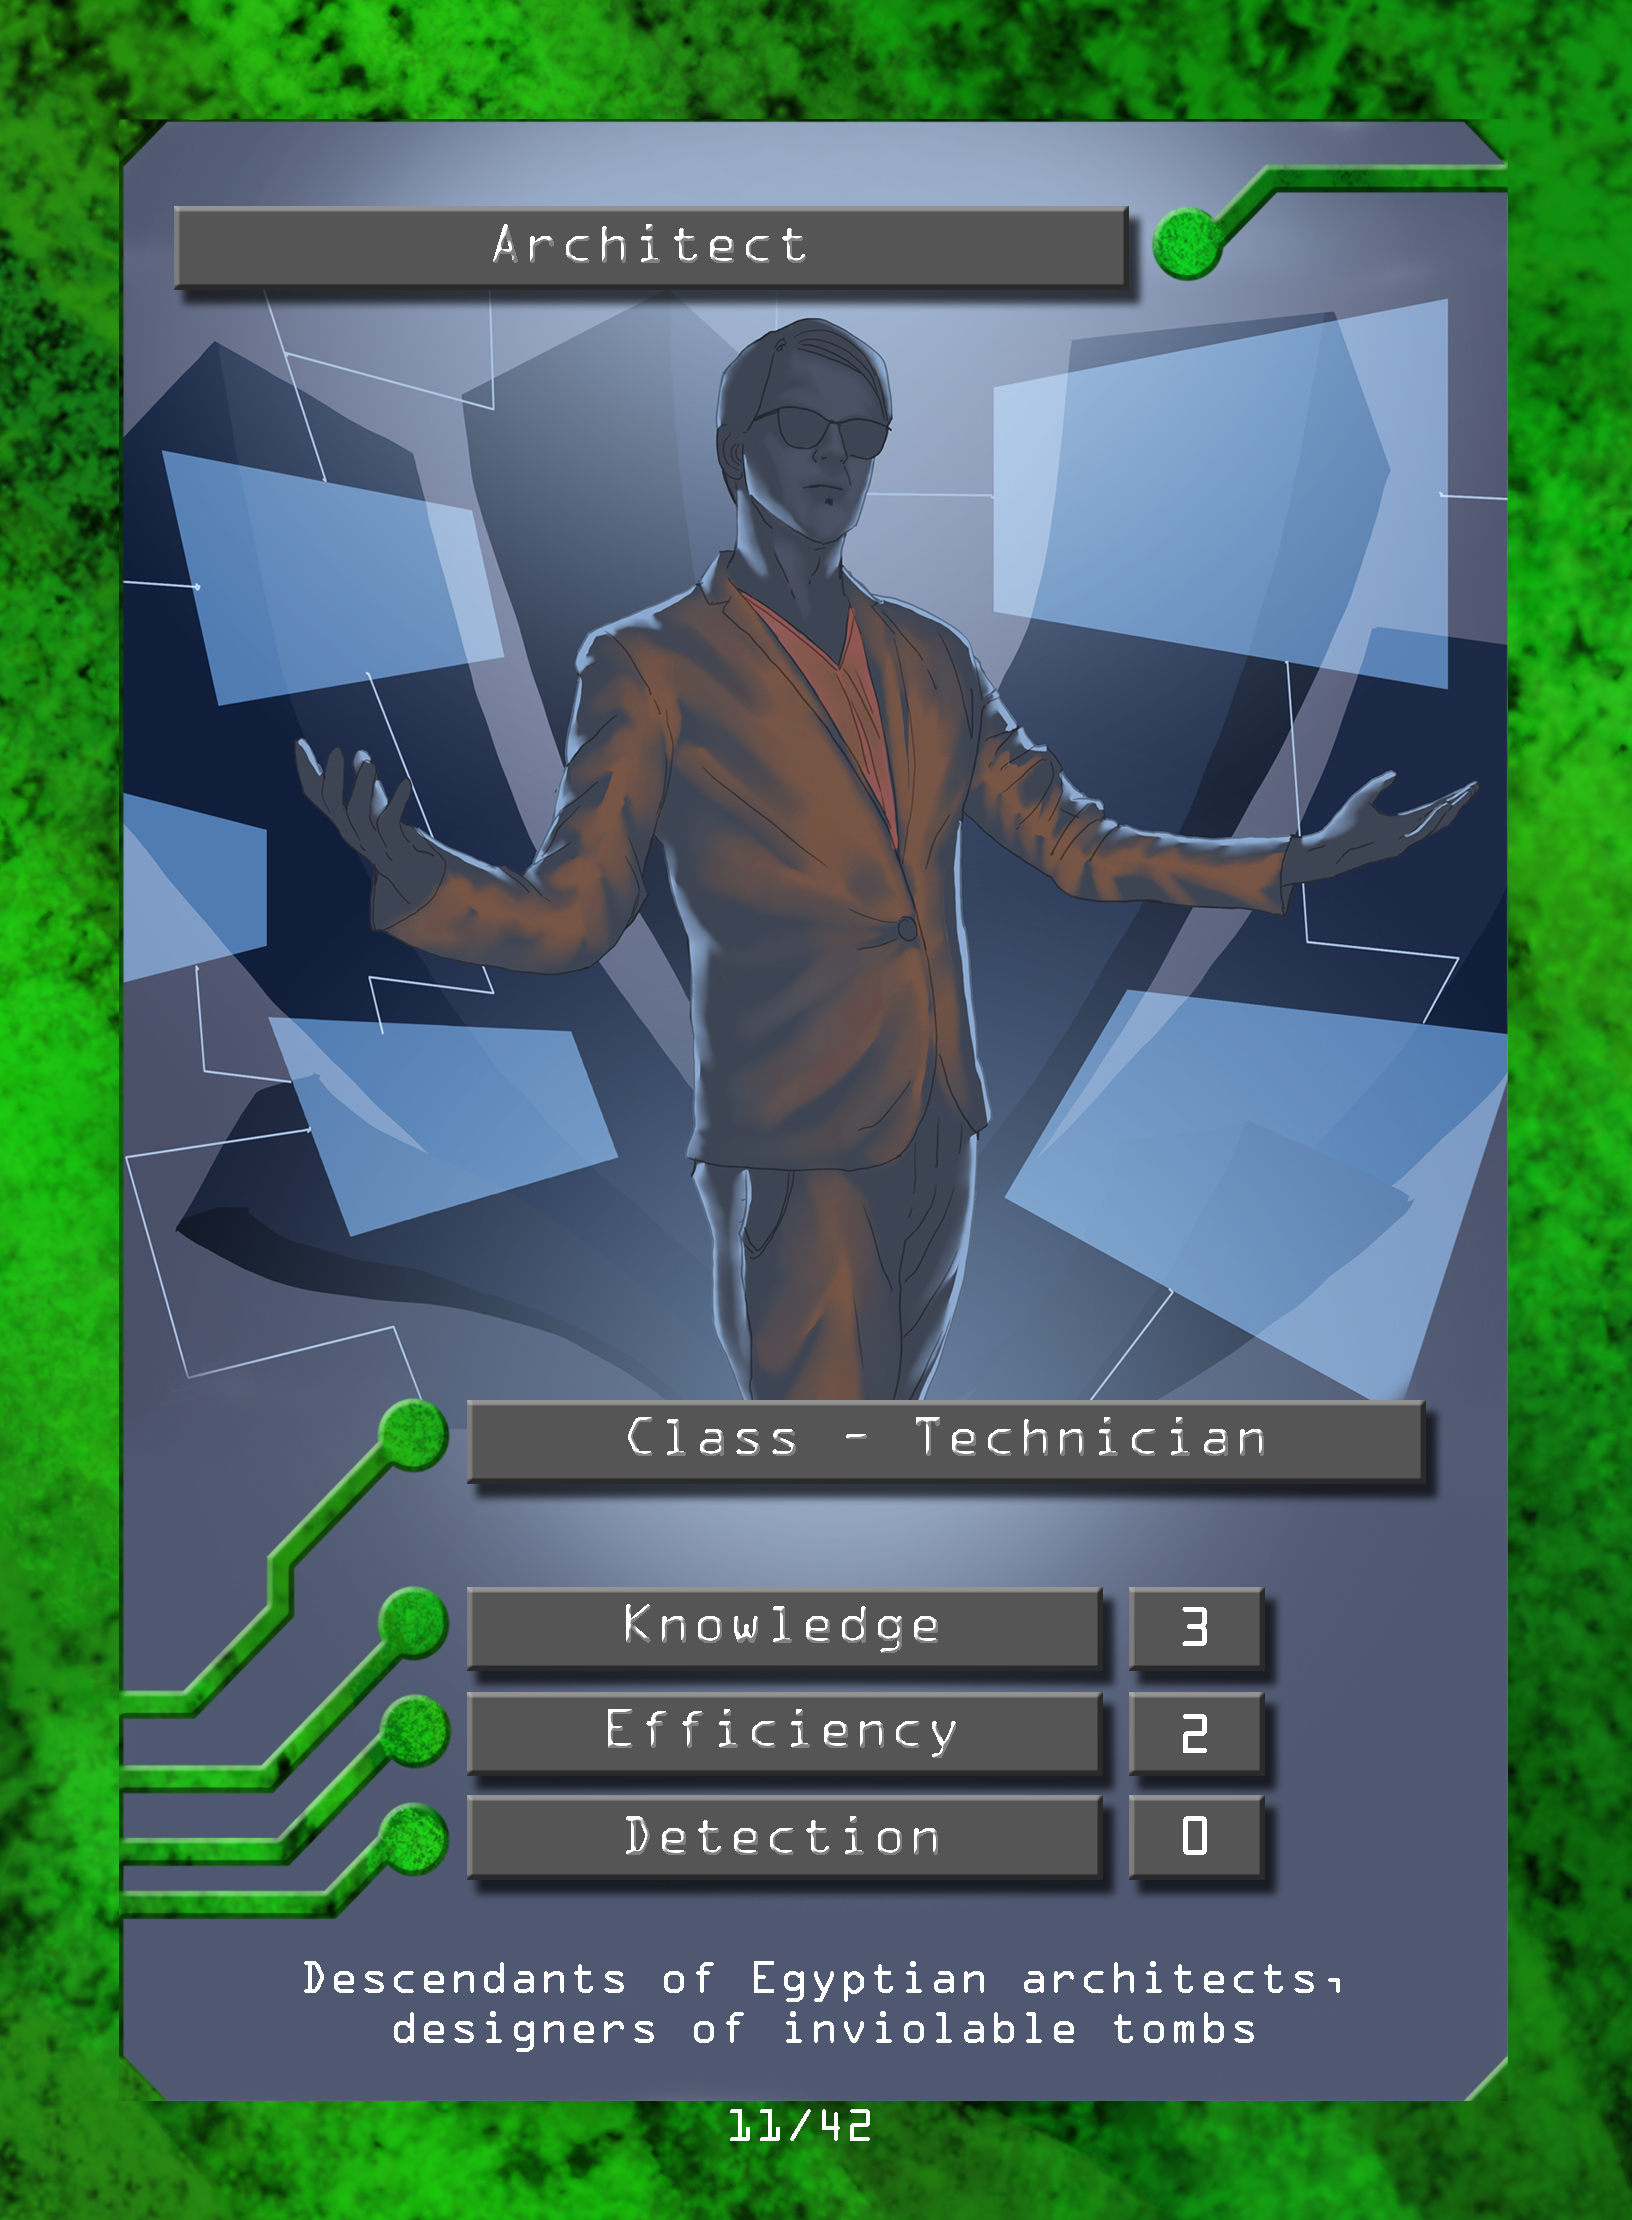 Architect
Class - Technician
Knowledge 3
Efficiency 2
Detection 0
Descendants of Egyptian architects,
designers of inviolable tombs
11/42